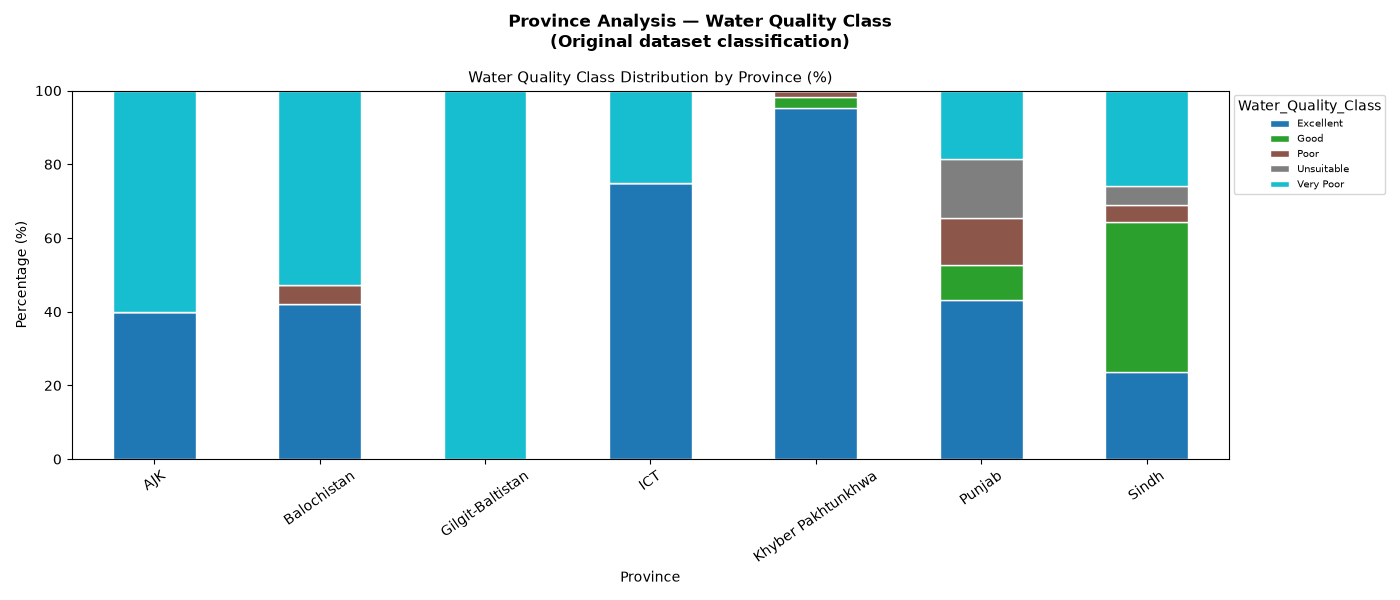 Province Analysis — Water Quality Class
(Original dataset classification)
Water Quality Class Distribution by Province (%)
Percentage (%)
100
80
60
40
20
0
AJK
Balochistan
Gilgit-Baltistan
ICT
Khyber Pakhtunkhwa
Punjab
Sindh
Province
Water_Quality_Class
Excellent
Good
Poor
Unsuitable
Very Poor